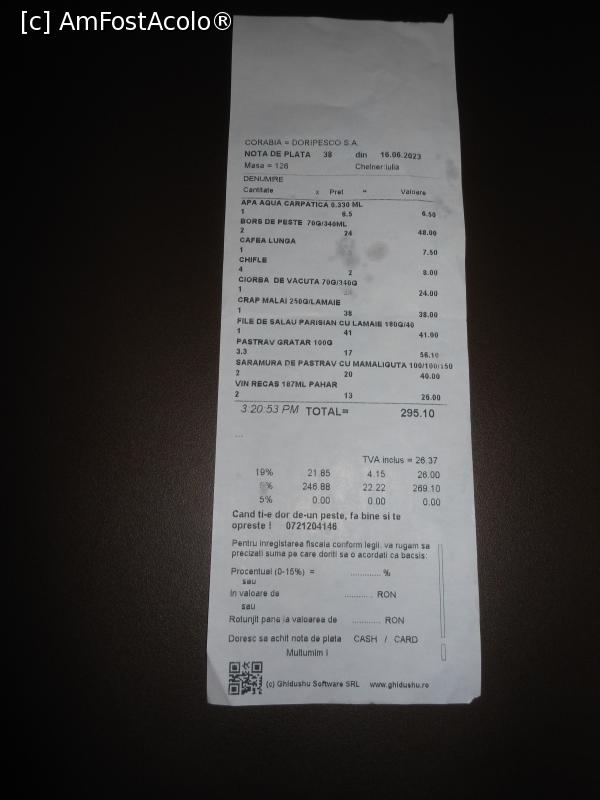 [c] AmFostAcolo®
CORABIA = DORIPESCO S.A.
NOTA DE PLATA 38 din 16.06.2023
Masa = 126 Chelner:Iulia
DENUMIRE
Cantitate x Pret = Valoare
APA AQUA CARPATICA 0.330 ML
1 6.5 6.50
BORS DE PESTE 70G/340ML
2 24 48.00
CAFEA LUNGA
1 7.50
CHIFLE
4 2 8.00
CIORBA DE VACUTA 70G/340G
1 24.00
CRAP MALAI 250G/LAMAIE
1 38 38.00
FILE DE SALAU PARISIAN CU LAMAIE 180G/40
1 41 41.00
PASTRAV GRATAR 100G
3.3 17 56.10
SARAMURA DE PASTRAV CU MAMALIGUTA 100/100/150
2 20 40.00
VIN RECAS 187ML PAHAR
2 13 26.00
3:20:53 PM TOTAL= 295.10
...
TVA inclus = 26.37
19% 21.85 4.15 26.00
246.88 22.22 269.10
5% 0.00 0.00 0.00
Cand ti-e dor de-un peste, fa bine si te
opreste ! 0721204146
Pentru inregistarea fiscala conform legii, va rugam sa
precizati suma pe care doriti sa o acordati ca bacsis:
Procentual (0-15%) = ............. %
sau
In valoare de ............ RON
sau
Rotunjit pana la valoarea de ............ RON
Doresc sa achit nota de plata CASH / CARD
Multumim !
(c) Ghidushu Software SRL www.ghidushu.ro